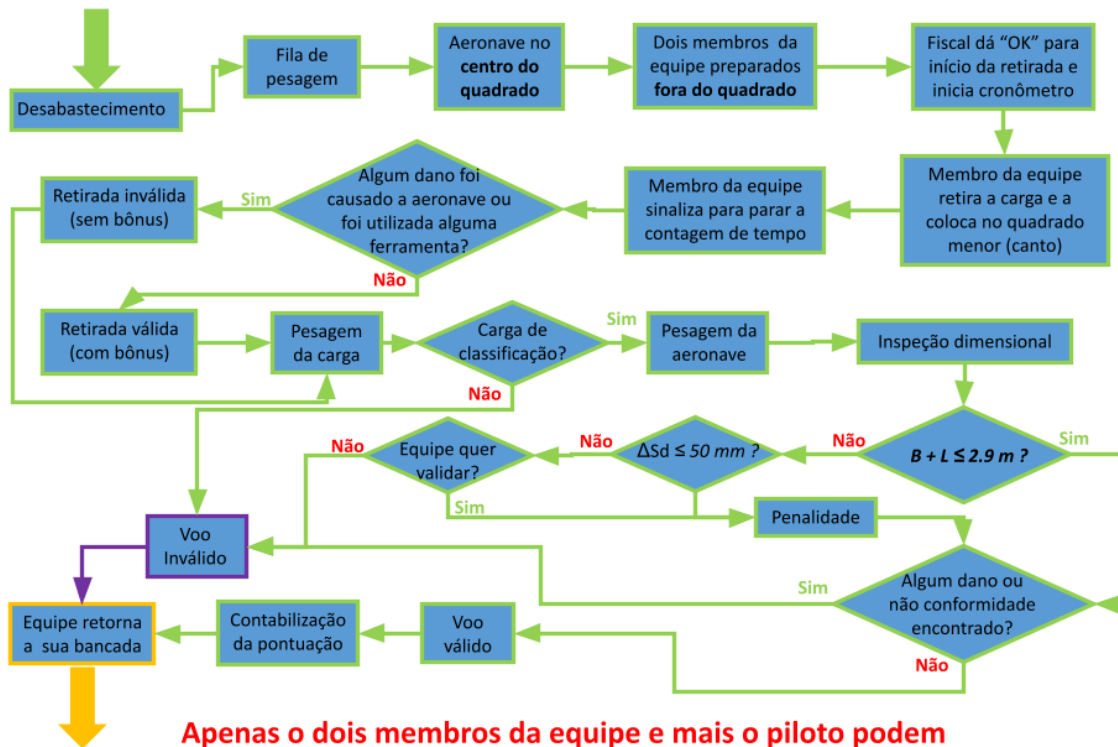 Desabastecimento
Fila de
pesagem
Aeronave no
centro do
quadrado
Dois membros da
equipe preparados
fora do quadrado
Fiscal dá “OK” para
início da retirada e
inicia cronômetro
Membro da equipe
retira a carga e a
coloca no quadrado
menor (canto)
Membro da equipe
sinaliza para parar a
contagem de tempo
Algum dano foi
causado a aeronave ou
foi utilizada alguma
ferramenta?
Sim
Retirada inválida
(sem bônus)
Não
Retirada válida
(com bônus)
Pesagem
da carga
Carga de
classificação?
Sim
Não
Pesagem da
aeronave
Inspeção dimensional
B + L ≤ 2.9 m ?
Sim
Não
ΔSd ≤ 50 mm ?
Não
Equipe quer
validar?
Não
Sim
Penalidade
Algum dano ou
não conformidade
encontrado?
Sim
Não
Voo
Inválido
Voo
válido
Contabilização
da pontuação
Equipe retorna
a sua bancada
Apenas o dois membros da equipe e mais o piloto podem